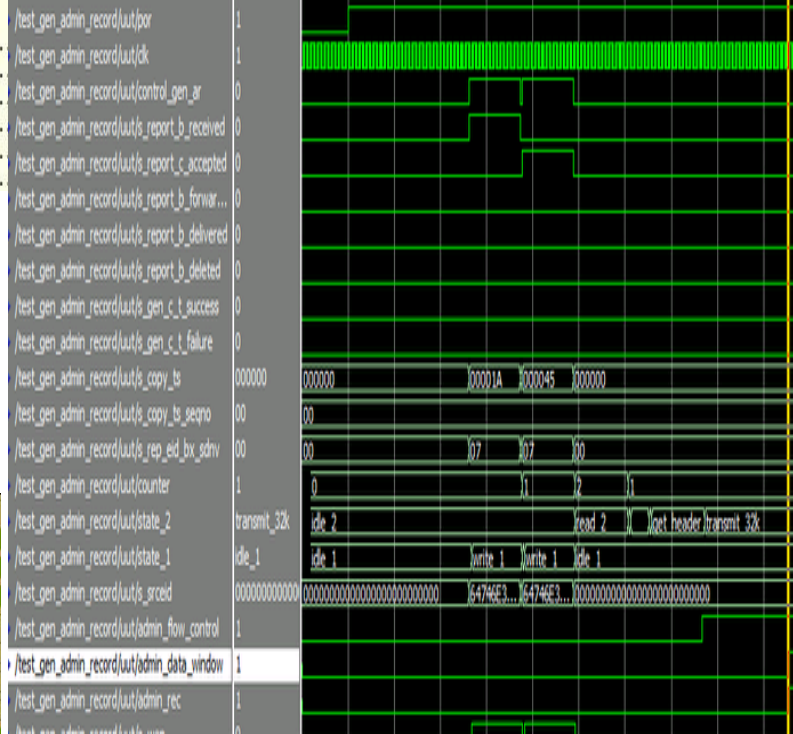 /test_gen_admin_record/uut/por 1
/test_gen_admin_record/uut/clk 1
/test_gen_admin_record/uut/control_gen_ar 0
/test_gen_admin_record/uut/s_report_b_received 0
/test_gen_admin_record/uut/s_report_c_accepted 0
/test_gen_admin_record/uut/s_report_b_forwar... 0
/test_gen_admin_record/uut/s_report_b_delivered 0
/test_gen_admin_record/uut/s_report_b_deleted 0
/test_gen_admin_record/uut/s_gen_c_t_success 0
/test_gen_admin_record/uut/s_gen_c_t_failure 0
/test_gen_admin_record/uut/s_copy_ts 000000 000000 00001A 000045 000000
/test_gen_admin_record/uut/s_copy_ts_seqno 00 00
/test_gen_admin_record/uut/s_rep_eid_bx_sdnv 00 00 07 07 00
/test_gen_admin_record/uut/counter 1 0 1 2 1
/test_gen_admin_record/uut/state_2 transmit_32k idle_2 read_2 get_header transmit_32k
/test_gen_admin_record/uut/state_1 idle_1 idle_1 write_1 write_1 idle_1
/test_gen_admin_record/uut/s_srceid 64746E3... 64746E3...
/test_gen_admin_record/uut/admin_flow_control 1
/test_gen_admin_record/uut/admin_data_window 1
/test_gen_admin_record/uut/admin_rec 1